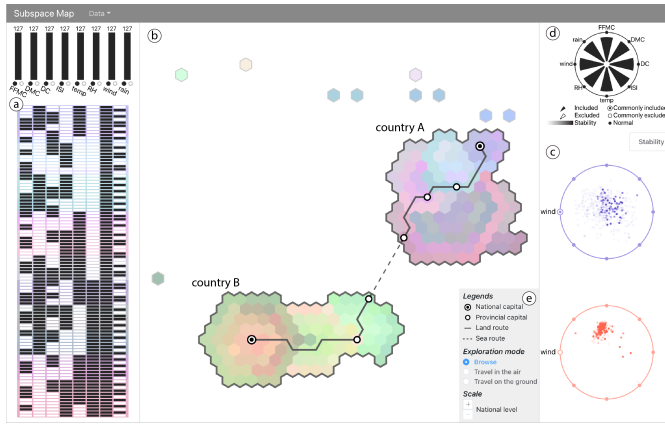 Subspace Map Data
127 127 127 127 127 127 127 127
FFMC DMC DC ISI temp RH wind rain
a
b
country A
country B
Legends
e
National capital
Provincial capital
Land route
Sea route
Exploration mode
Browse
Travel in the air
Travel on the ground
Scale
+
National level
-
d
FFMC
rain DMC
wind DC
RH ISI
temp
Included Commonly included
Excluded Commonly exclude
Stability Normal
Stability
c
wind
wind